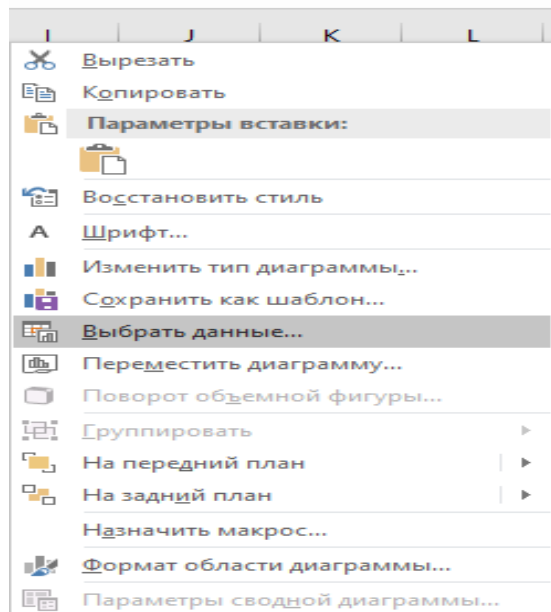 I J K L
Вырезать
Копировать
Параметры вставки:
Восстановить стиль
А Шрифт...
Изменить тип диаграммы...
Сохранить как шаблон...
Выбрать данные...
Переместить диаграмму...
Поворот объемной фигуры...
Группировать
На передний план
На задний план
Назначить макрос...
Формат области диаграммы...
Параметры сводной диаграммы...